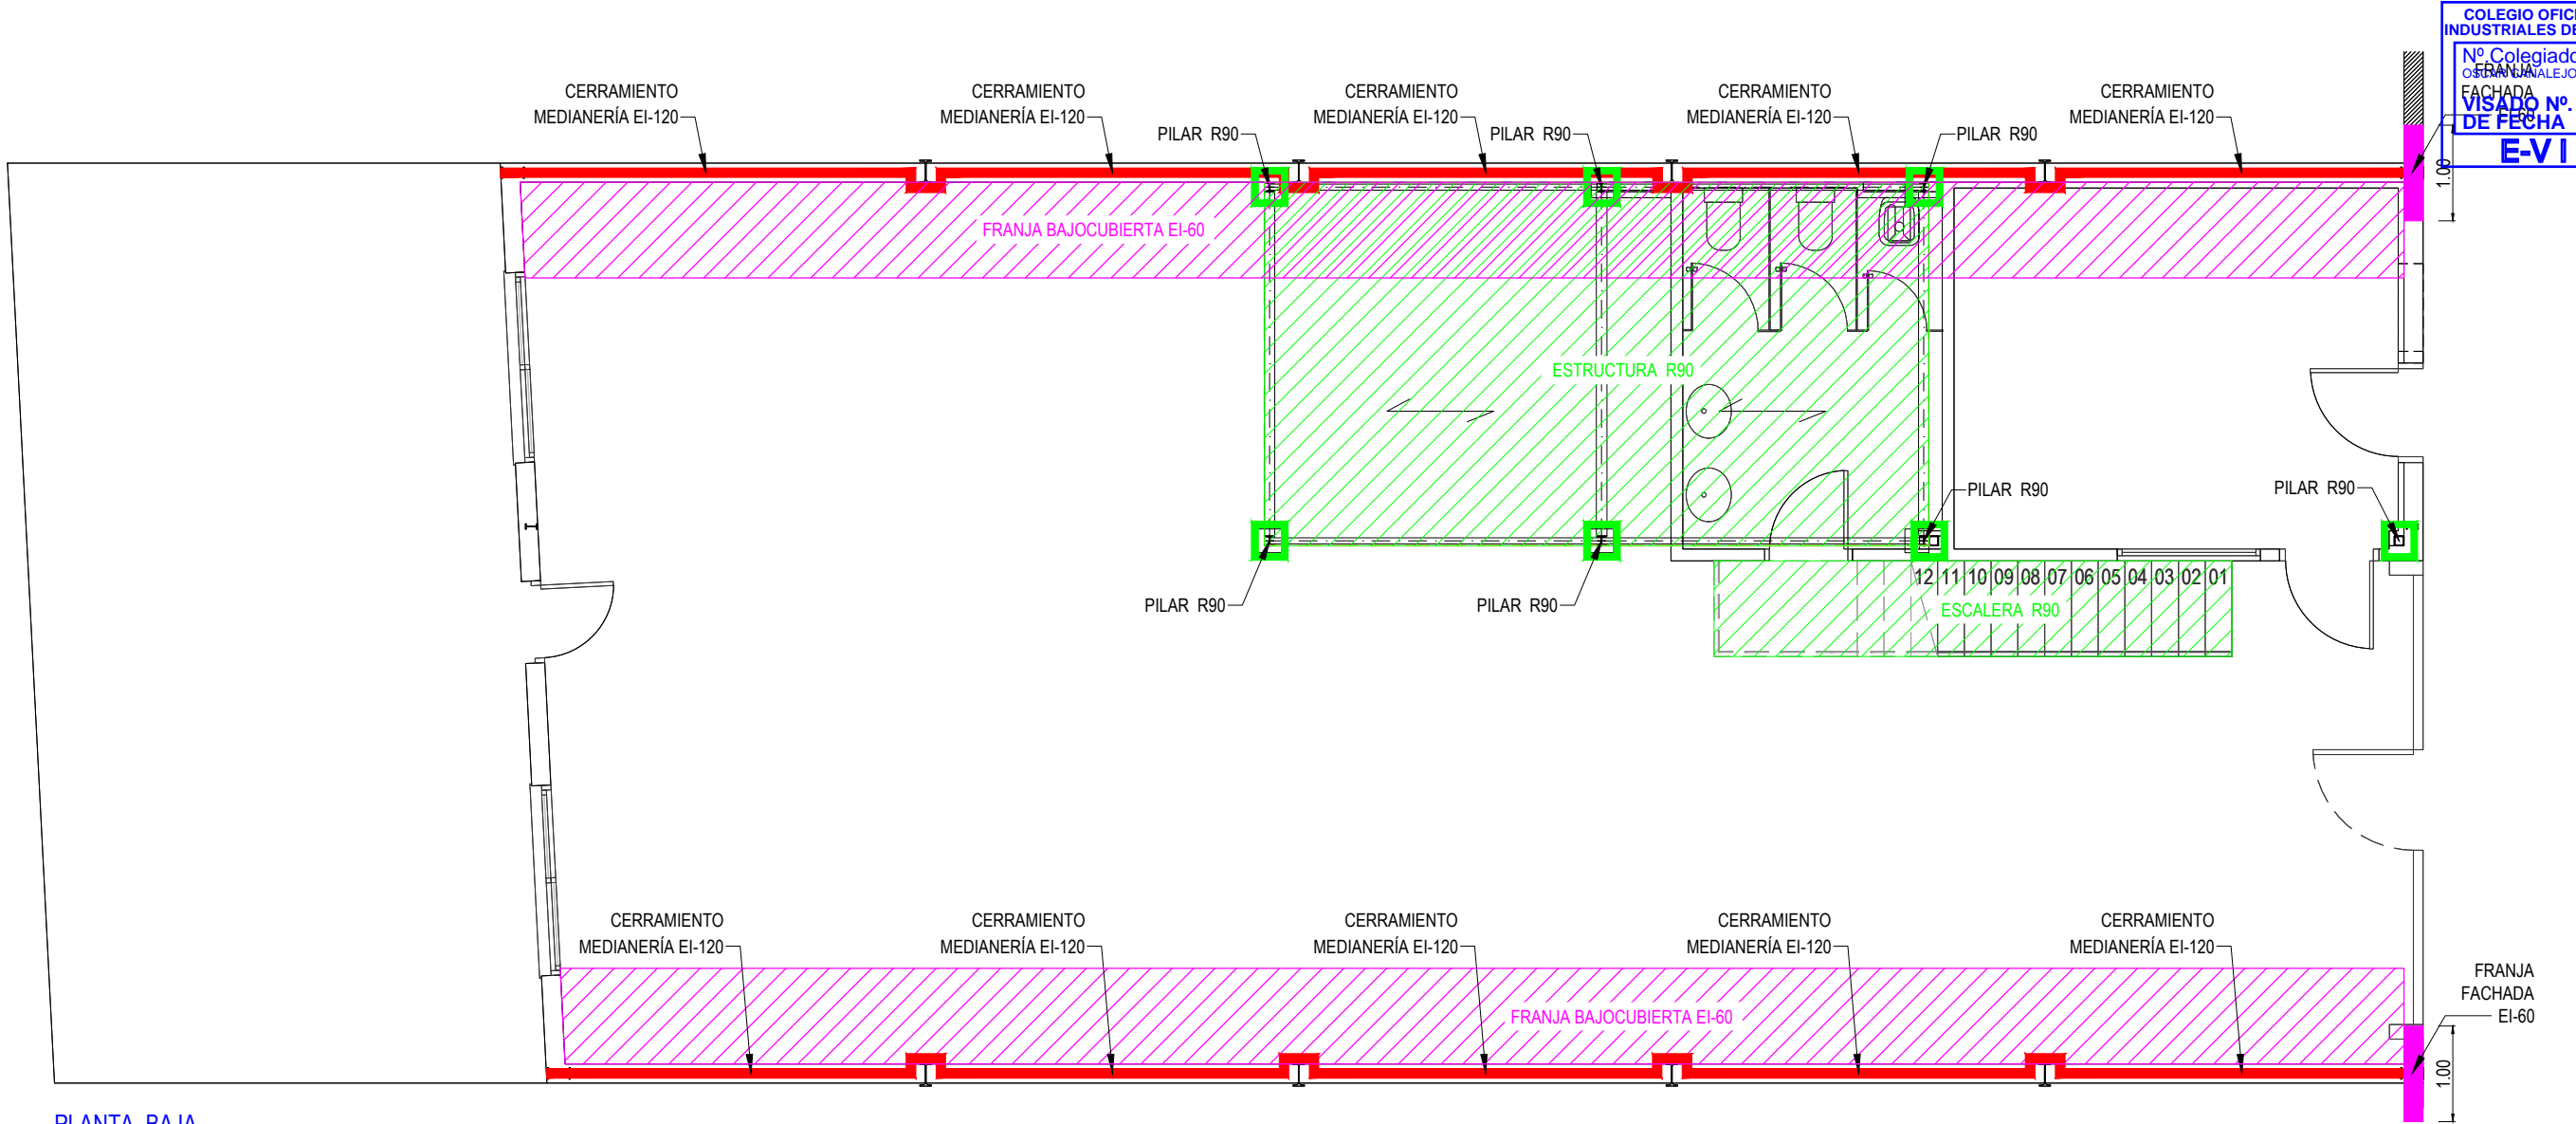 COLEGIO OFICI
INDUSTRIALES DE
Nº Colegiado
FRANJA
FACHADA
VISADO Nº.
EI-60
DE FECHA
E-V I
1.00
CERRAMIENTO
MEDIANERÍA EI-120
CERRAMIENTO
MEDIANERÍA EI-120
CERRAMIENTO
MEDIANERÍA EI-120
CERRAMIENTO
MEDIANERÍA EI-120
CERRAMIENTO
MEDIANERÍA EI-120
PILAR R90
PILAR R90
PILAR R90
FRANJA BAJOCUBIERTA EI-60
ESTRUCTURA R90
PILAR R90
PILAR R90
12 11 10 09 08 07 06 05 04 03 02 01
ESCALERA R90
PILAR R90
PILAR R90
CERRAMIENTO
MEDIANERÍA EI-120
CERRAMIENTO
MEDIANERÍA EI-120
CERRAMIENTO
MEDIANERÍA EI-120
CERRAMIENTO
MEDIANERÍA EI-120
CERRAMIENTO
MEDIANERÍA EI-120
FRANJA
FACHADA
EI-60
FRANJA BAJOCUBIERTA EI-60
1.00
PLANTA BAJA